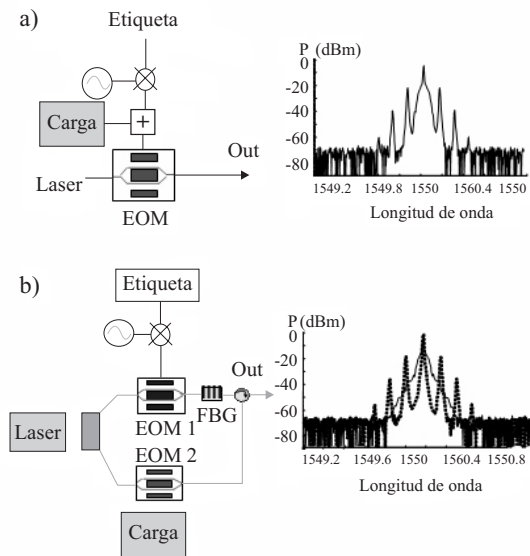 a)
Etiqueta
Carga
+
Laser
EOM
Out
P (dBm)
0
-20
-40
-60
-80
1549.2 1549.8 1550 1560.4 1550
Longitud de onda
b)
Etiqueta
Out
Laser
EOM 1
FBG
EOM 2
Carga
P (dBm)
0
-20
-40
-60
-80
1549.2 1549.6 1550 1560.4 1550.8
Longitud de onda